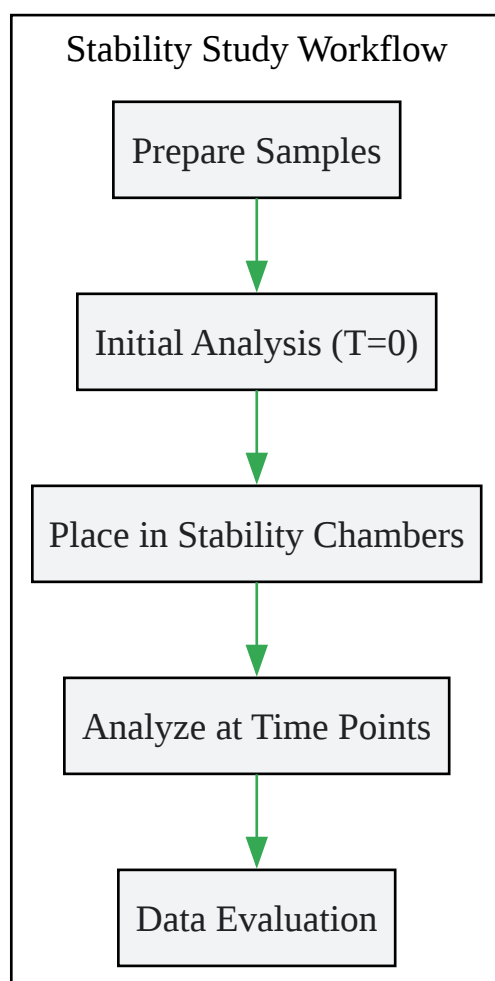 Stability Study Workflow
Prepare Samples
Initial Analysis (T=0)
Place in Stability Chambers
Analyze at Time Points
Data Evaluation